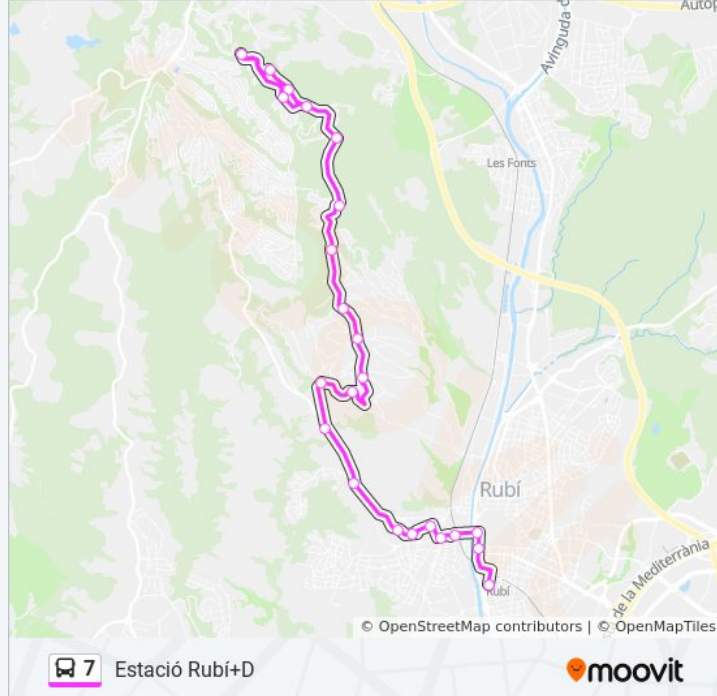 Autop
Avinguda d
Les Fonts
Rubí
de la Mediterrània
Rubí
© OpenStreetMap contributors | © OpenMapTiles
7 Estació Rubí+D
moovit